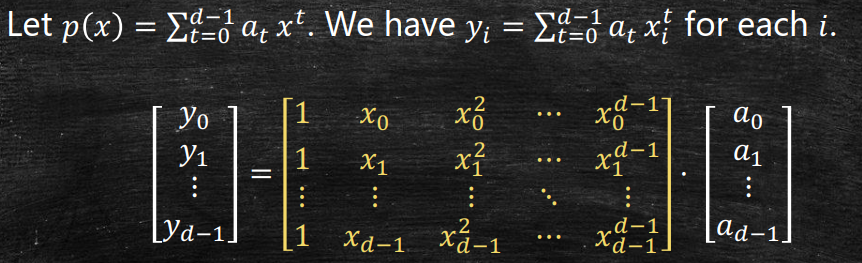 Let p(x) = ∑_{t=0}^{d−1} a_t x^t. We have y_i = ∑_{t=0}^{d−1} a_t x_i^t for each i.
[y_0] = [1 x_0 x_0^2 ⋯ x_0^{d−1}] · [a_0]
[y_1] = [1 x_1 x_1^2 ⋯ x_1^{d−1}] · [a_1]
⋮ ⋮ ⋮ ⋮ ⋱ ⋮ ⋮
[y_{d−1}] = [1 x_{d−1} x_{d−1}^2 ⋯ x_{d−1}^{d−1}] · [a_{d−1}]